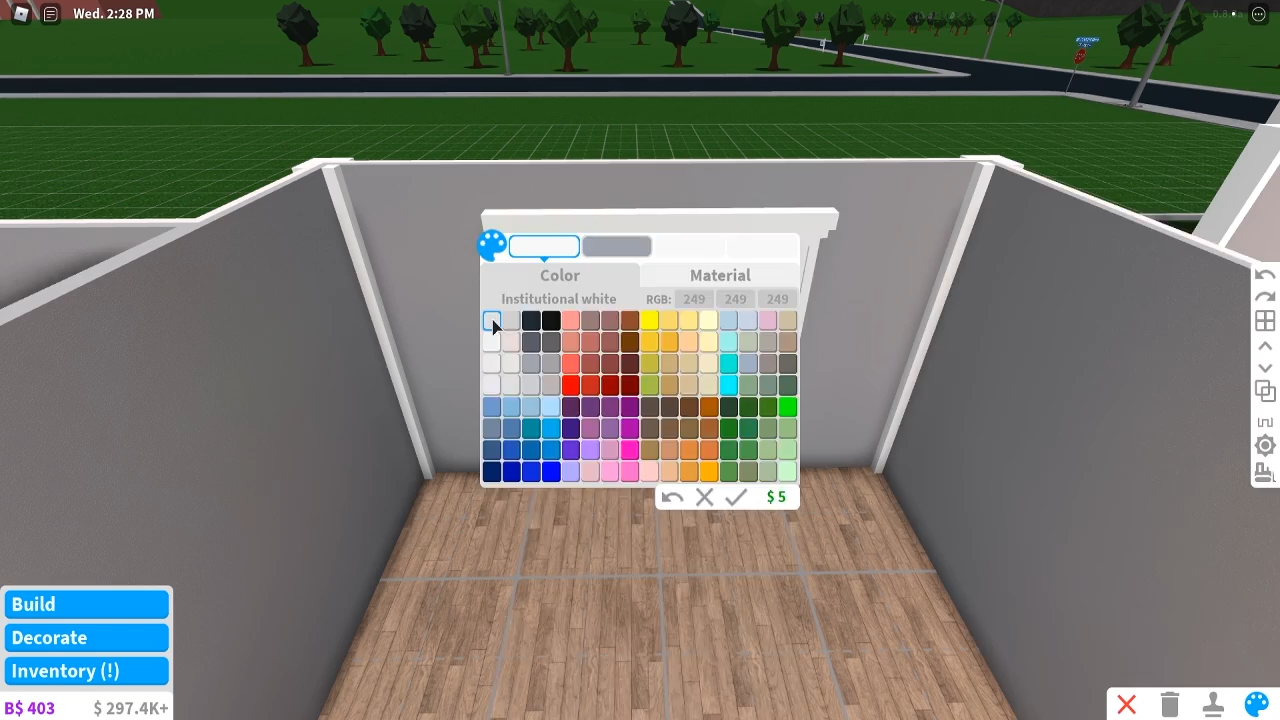 Wed. 2:28 PM
Color
Material
Institutional white
RGB: 249 249 249
$ 5
Build
Decorate
Inventory (!)
B$ 403
$ 297.4K+